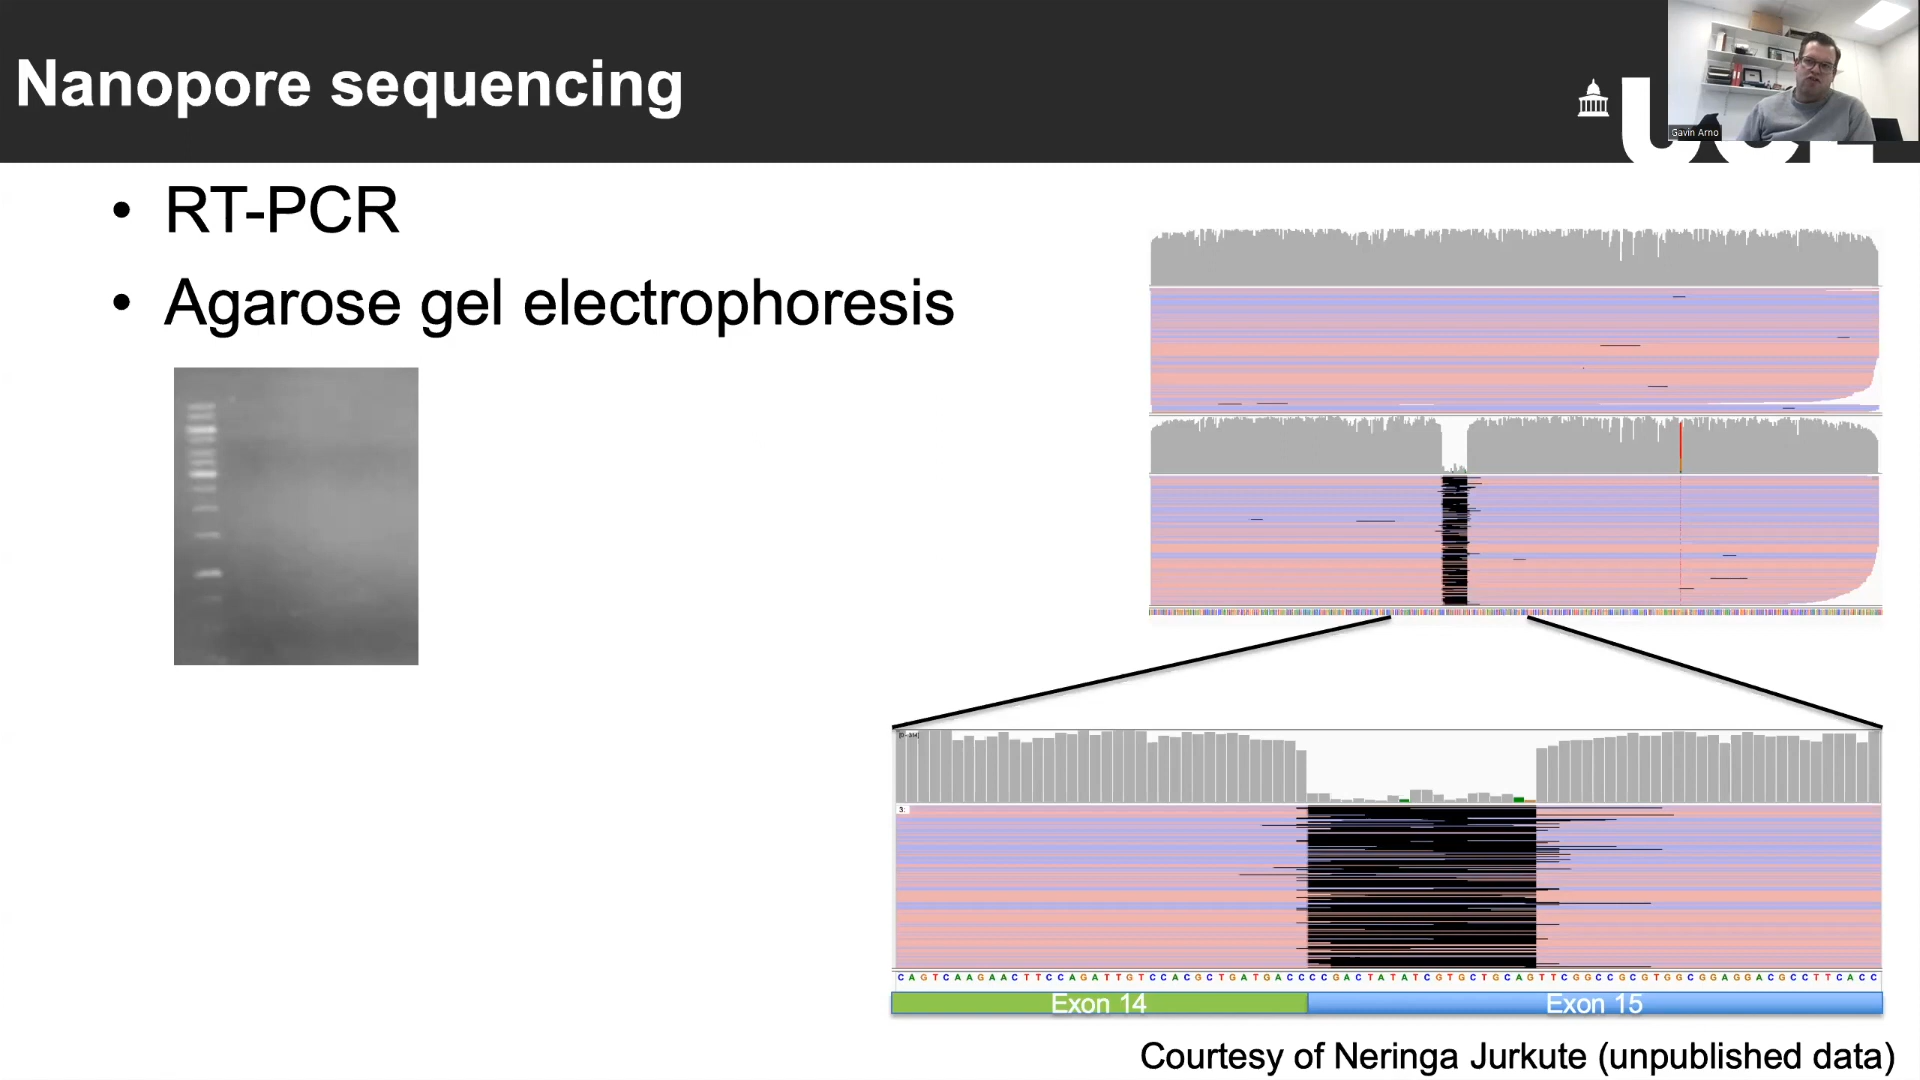 Nanopore sequencing
Gavin Arno
• RT-PCR
• Agarose gel electrophoresis
3:
CAGTCAAGAACTTCCAGATTGTCCACGCTGATGACCCCGACTATATCGTGCTGCAGTTCGGCCGCGTGGCGGAGGACGCCTTCACC
Exon 14 Exon 15
Courtesy of Neringa Jurkute (unpublished data)